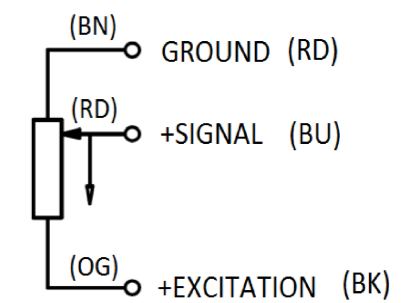 (BN)
GROUND (RD)
(RD)
+SIGNAL (BU)
(OG)
+EXCITATION (BK)